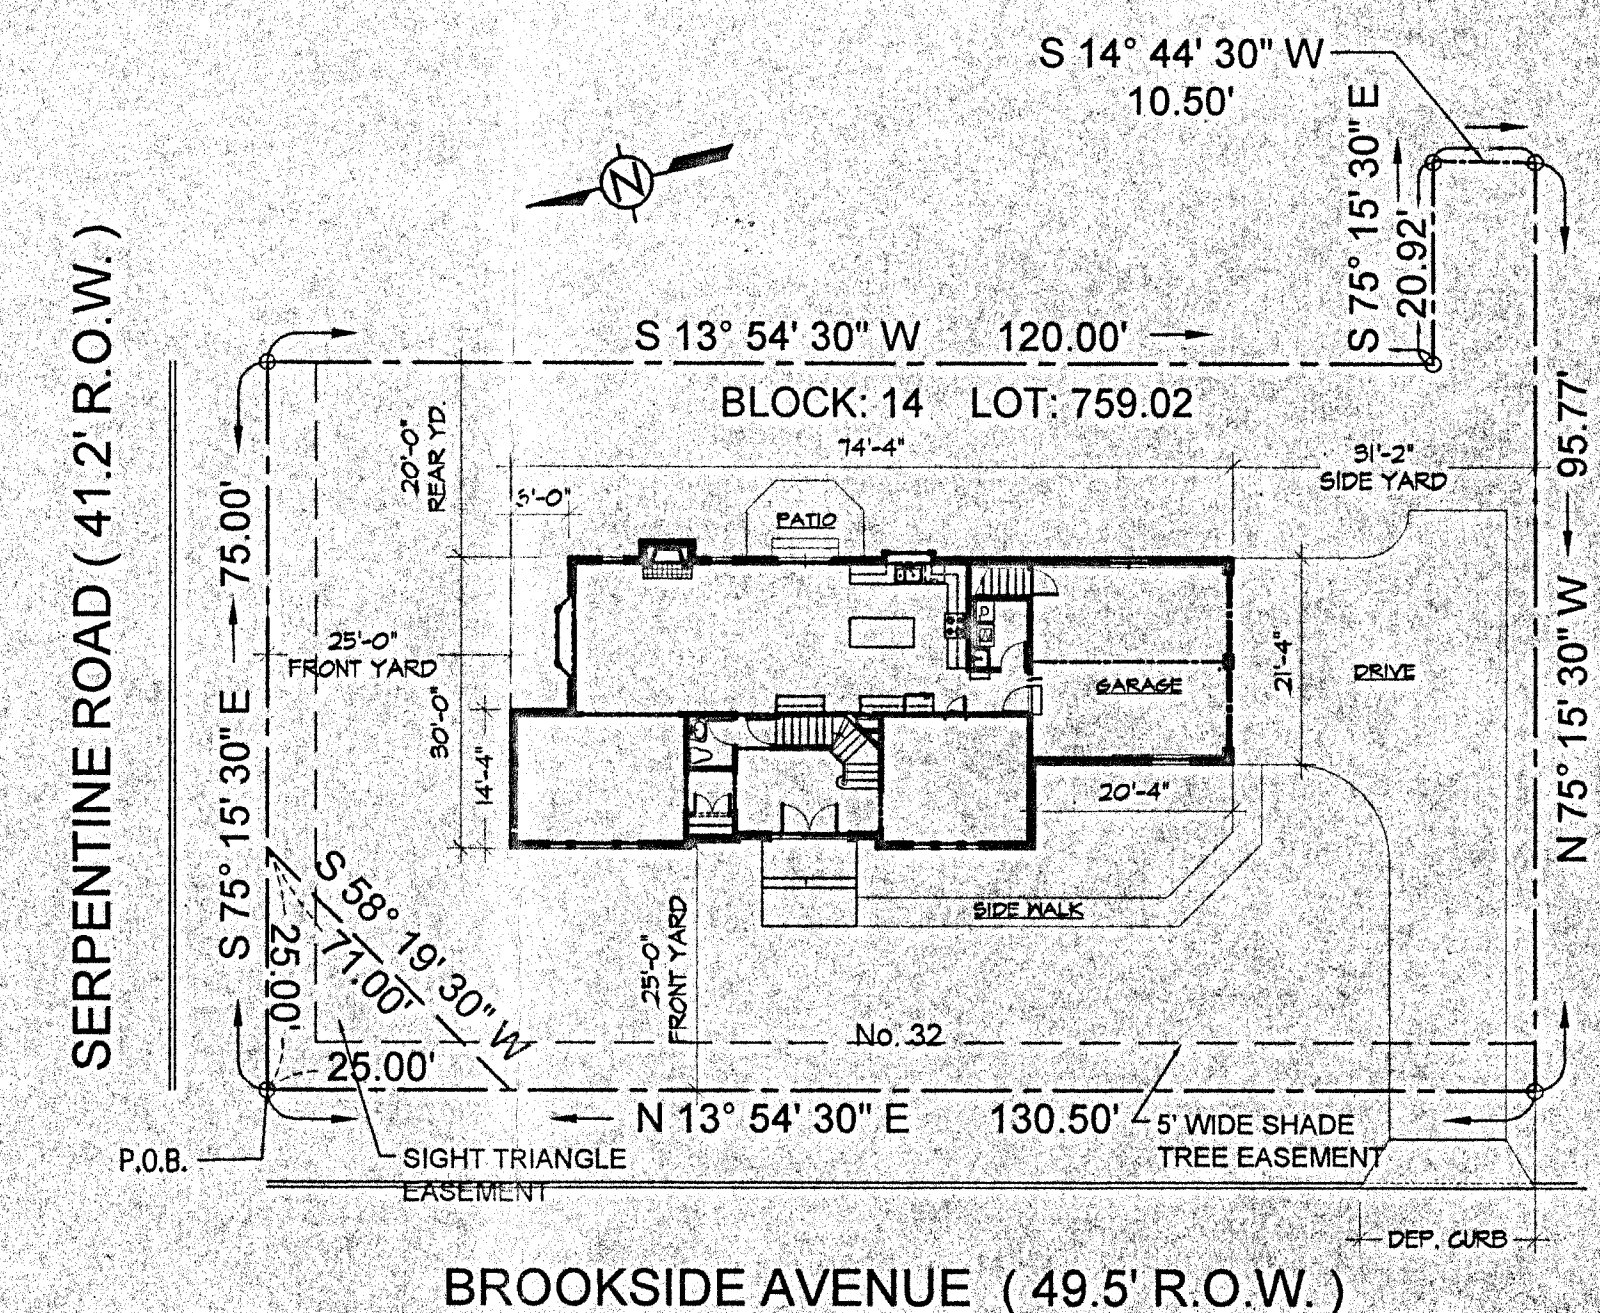 S 14° 44' 30" W
10.50'
S 75° 15' 30" E
20.92'
N
S 13° 54' 30" W 120.00'
BLOCK: 14 LOT: 759.02
74'-4"
31'-2"
SIDE YARD
20'-0"
REAR YD.
PATIO
SERPENTINE ROAD ( 41.2' R.O.W. )
S 75° 15' 30" E 75.00'
25'-0"
FRONT YARD
30'-0"
14'-4"
D
GARAGE
21'-4"
DRIVE
N 75° 15' 30" W 95.77'
20'-4"
SIDE WALK
S 58° 19' 30" W
71.00'
25.00'
25.00'
25'-0"
FRONT YARD
No. 32
N 13° 54' 30" E 130.50'
5' WIDE SHADE
TREE EASEMENT
P.O.B.
SIGHT TRIANGLE
EASEMENT
DEP. CURB
BROOKSIDE AVENUE ( 49.5' R.O.W. )